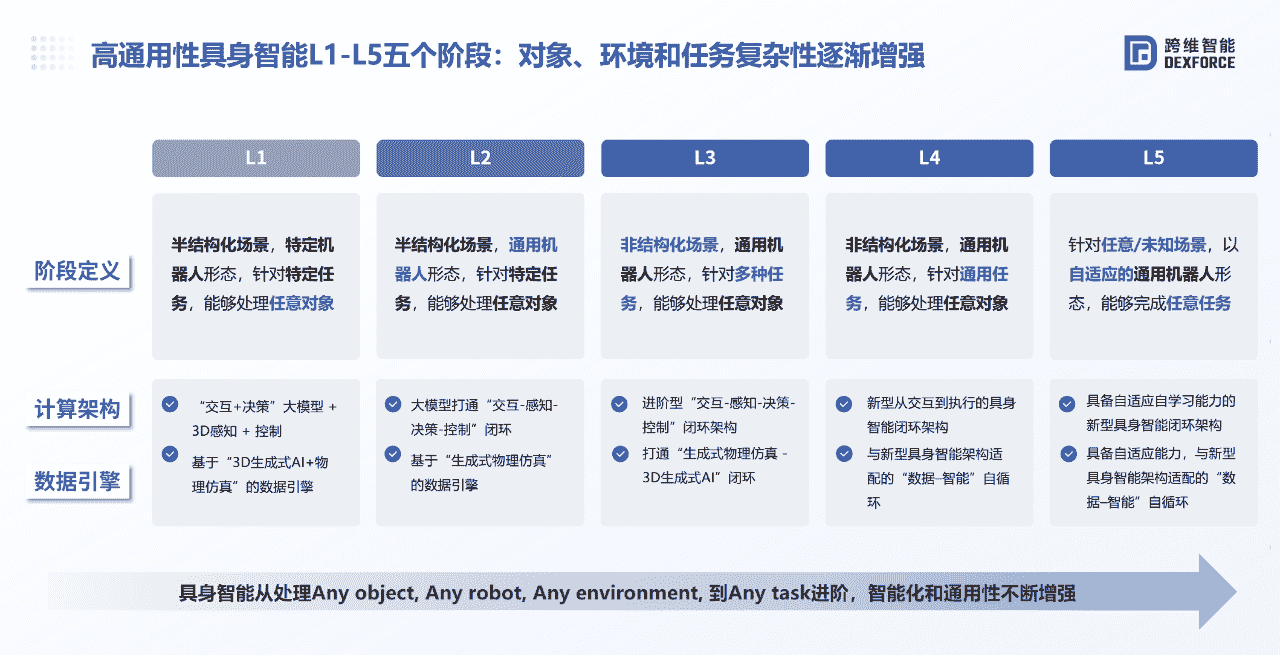 高通用性具身智能L1-L5五个阶段：对象、环境和任务复杂性逐渐增强
跨维智能
DEXFORCE
L1
L2
L3
L4
L5
阶段定义
半结构化场景，特定机
器人形态，针对特定任
务，能够处理任意对象
半结构化场景，通用机
器人形态，针对特定任
务，能够处理任意对象
非结构化场景，通用机
器人形态，针对多种任
务，能够处理任意对象
非结构化场景，通用机
器人形态，针对通用任
务，能够处理任意对象
针对任意/未知场景，以
自适应的通用机器人形
态，能够完成任意任务
计算架构
数据引擎
“交互+决策”大模型 +
3D感知 + 控制
基于“3D生成式AI+物
理仿真”的数据引擎
大模型打通“交互-感知-
决策-控制”闭环
基于“生成式物理仿真”
的数据引擎
进阶型“交互-感知-决策-
控制”闭环架构
打通“生成式物理仿真 -
3D生成式AI”闭环
新型从交互到执行的具身
智能闭环架构
与新型具身智能架构适
配的“数据–智能”自循
环
具备自适应自学习能力的
新型具身智能闭环架构
具备自适应能力，与新型
具身智能架构适配的“数
据–智能”自循环
具身智能从处理Any object, Any robot, Any environment, 到Any task进阶，智能化和通用性不断增强